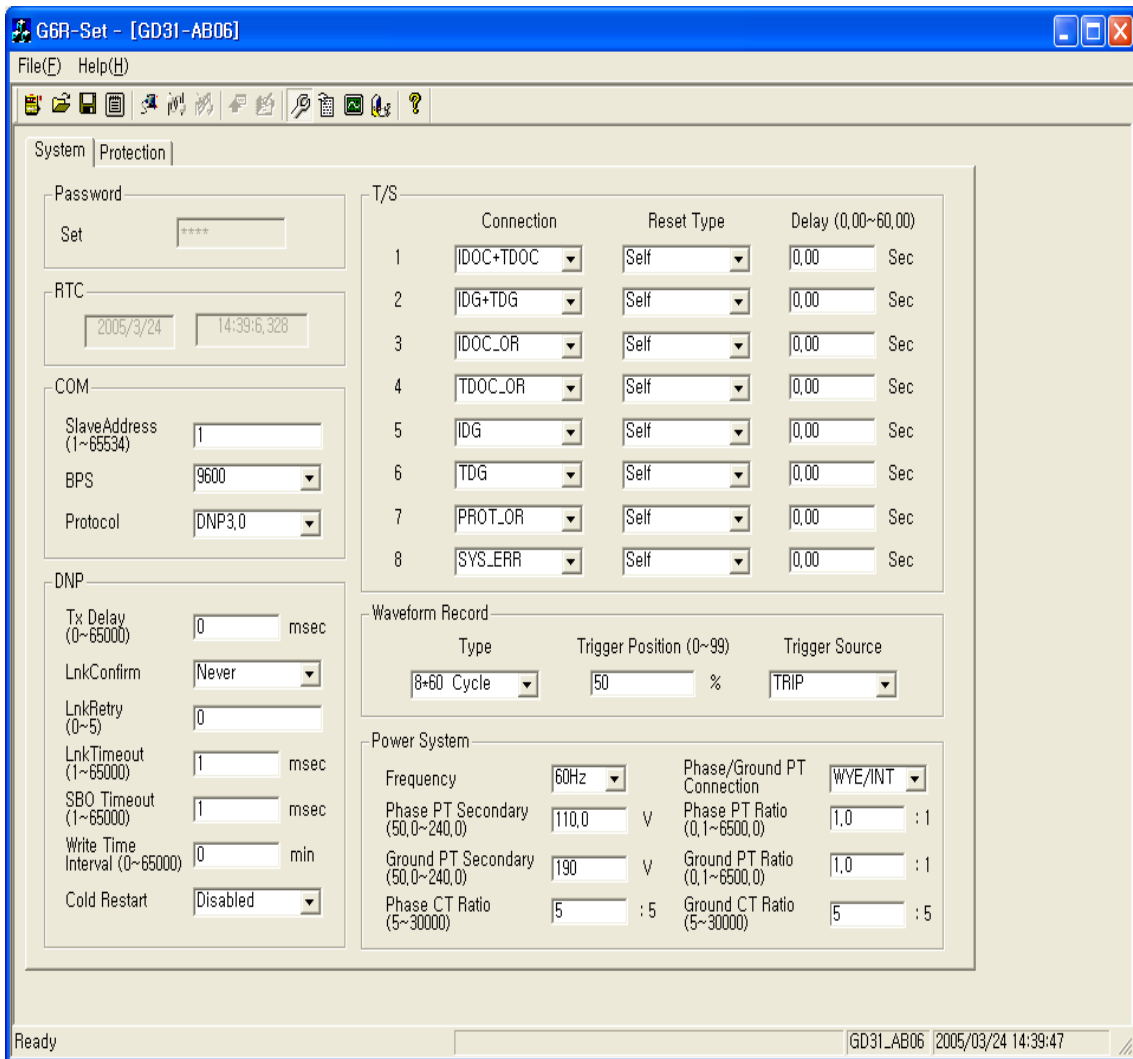 G6R-Set - [GD31-AB06]
File(F) Help(H)
System Protection
Password
Set ****
RTC
2005/3/24 14:39:6,328
COM
SlaveAddress
(1~65534) 1
BPS 9600
Protocol DNP3,0
DNP
Tx Delay
(0~65000) 0 msec
LnkConfirm Never
LnkRetry
(0~5) 0
LnkTimeout
(1~65000) 1 msec
SBO Timeout
(1~65000) 1 msec
Write Time
Interval (0~65000) 0 min
Cold Restart Disabled
T/S
Connection Reset Type Delay (0,00~60,00)
1 IDOC+TDOC Self 0,00 Sec
2 IDG+TDG Self 0,00 Sec
3 IDOC_OR Self 0,00 Sec
4 TDOC_OR Self 0,00 Sec
5 IDG Self 0,00 Sec
6 TDG Self 0,00 Sec
7 PROT_OR Self 0,00 Sec
8 SYS_ERR Self 0,00 Sec
Waveform Record
Type Trigger Position (0~99) Trigger Source
8*60 Cycle 50 % TRIP
Power System
Frequency 60Hz Phase/Ground PT
Connection WYE/INT
Phase PT Secondary
(50,0~240,0) 110,0 V Phase PT Ratio
(0,1~6500,0) 1,0 : 1
Ground PT Secondary
(50,0~240,0) 190 V Ground PT Ratio
(0,1~6500,0) 1,0 : 1
Phase CT Ratio
(5~30000) 5 : 5 Ground CT Ratio
(5~30000) 5 : 5
Ready GD31_AB06 2005/03/24 14:39:47